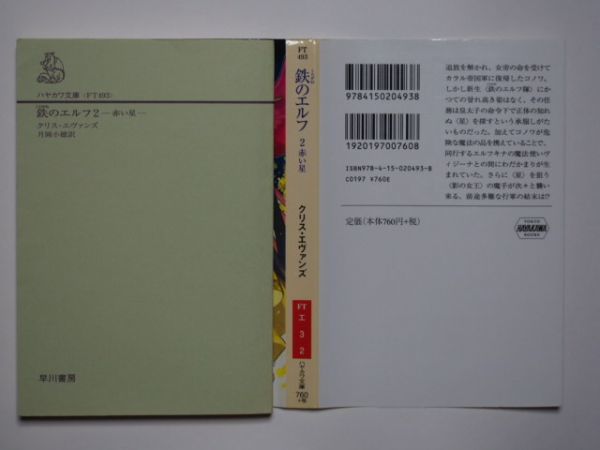 ハヤカワ文庫〈FT493〉
鉄のエルフ2
―赤い星―
クリス・エヴァンズ
月岡小穂訳
早川書房
FT
493
鉄のエルフ
2 赤い星
クリス・エヴァンズ
FT
エ
3
2
ハヤカワ文庫
760
+税
追放を解かれ、女帝の命を受けて
カラル帝国軍に復帰したコノワ。
しかし新生〈鉄のエルフ隊〉にか
つての誉れ高き姿はなく、その任
務は皇太子の命令下で正体の知れ
ぬ〈星〉を探すという承服しがた
いものだった。加えてコノワが危
険な魔法の品を携えていることで、
同行するエルフキナの魔法使いヴ
ィジーナとの間にわだかまりが生
まれていた。さらに〈星〉を狙う
〈影の女王〉の魔手が次々と襲い
来る。前途多難な行軍の結末は!?
9784150204938
1920197007608
ISBN978-4-15-020493-8
C0197 ¥760E
定価(本体760円+税)
TOKYO
HAYAKAWA
BOOKS